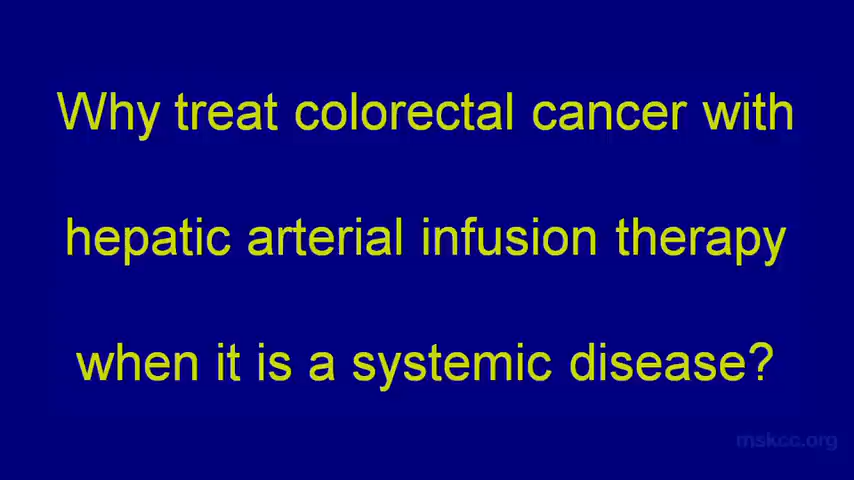 Why treat colorectal cancer with
hepatic arterial infusion therapy
when it is a systemic disease?
mskcc.org